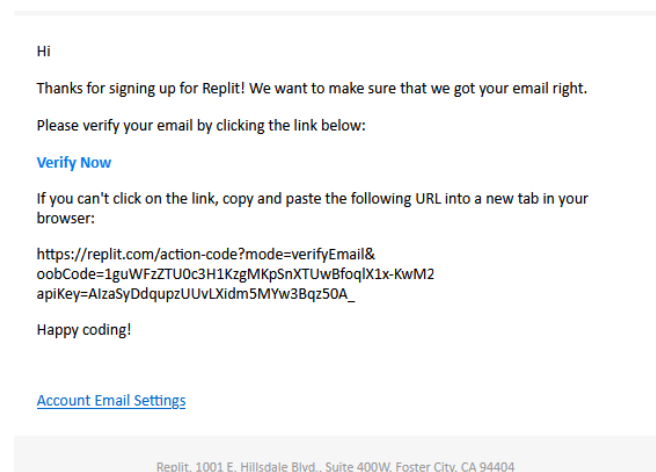 Hi
Thanks for signing up for Replit! We want to make sure that we got your email right.
Please verify your email by clicking the link below:
Verify Now
If you can't click on the link, copy and paste the following URL into a new tab in your
browser:
https://replit.com/action-code?mode=verifyEmail&
oobCode=1guWFzZTU0c3H1KzgMKpSnXTUwBfoqlX1x-KwM2
apiKey=AIzaSyDdqupzUUvLXidm5MYw3Bqz50A_
Happy coding!
Account Email Settings
Replit, 1001 E. Hillsdale Blvd., Suite 400W, Foster City, CA 94404